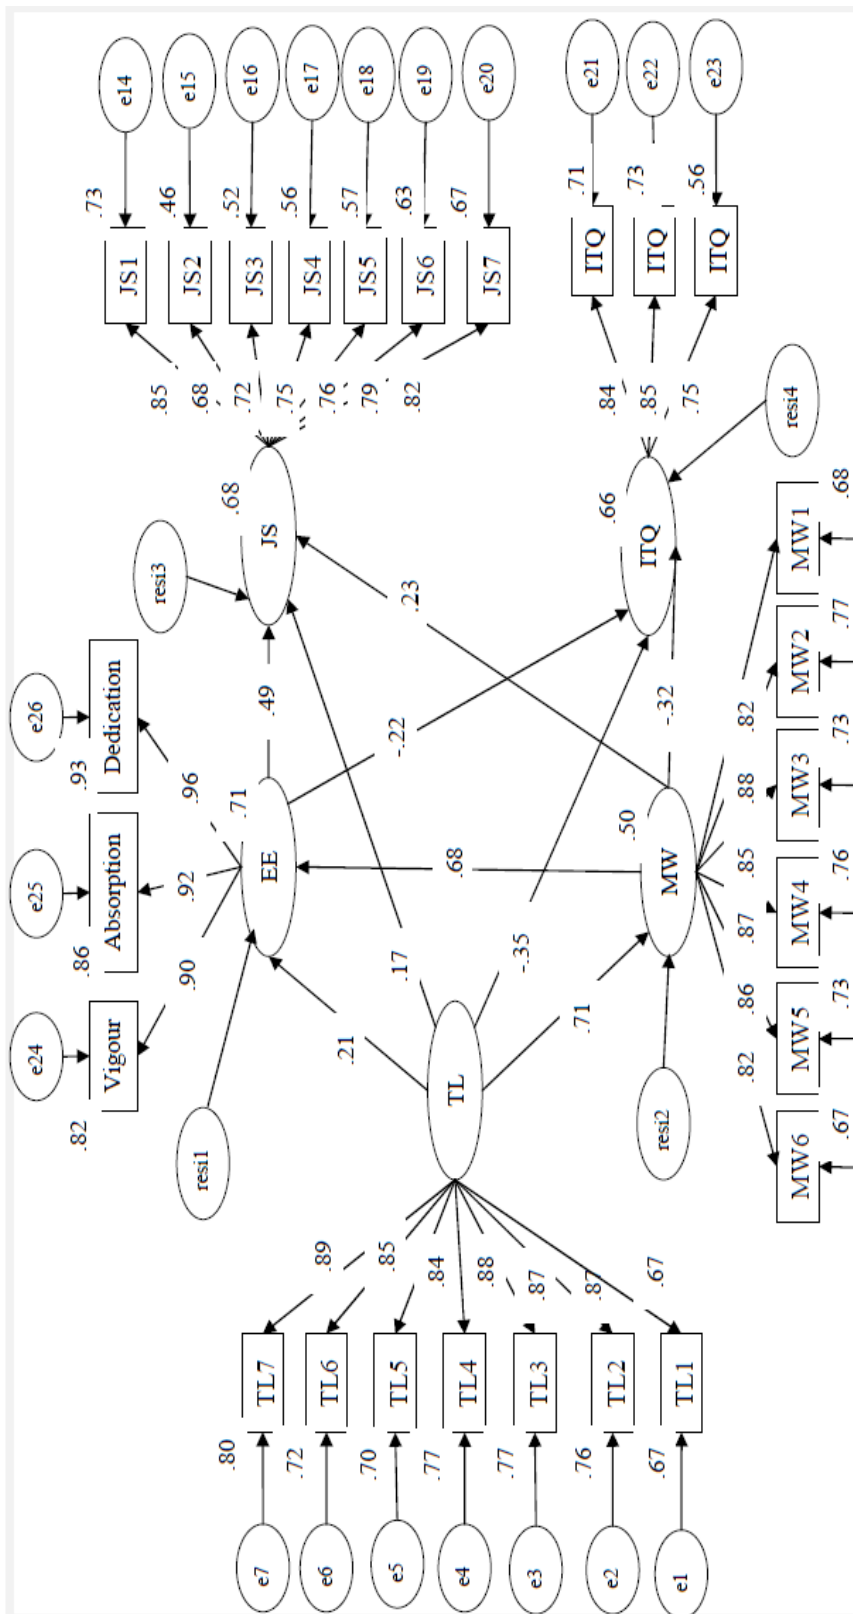 e24
e25
e26
Vigour
Absorption
Dedication
.82
.86
.93
.90
.92
.96
resi1
EE
.71
.21
.49
-.22
.68
e7
e6
e5
e4
e3
e2
e1
.80
.72
.70
.77
.77
.76
.67
TL7
TL6
TL5
TL4
TL3
TL2
TL1
.89
.85
.84
.88
.87
.87
.67
TL
.17
-.35
.71
resi2
MW
.50
.23
-.32
.82
.86
.87
.85
.88
.82
MW6
MW5
MW4
MW3
MW2
MW1
.67
.73
.76
.73
.77
.68
resi3
JS
.68
.85
.68
.72
.75
.76
.79
.82
JS1
JS2
JS3
JS4
JS5
JS6
JS7
.73
.46
.52
.56
.57
.63
.67
e14
e15
e16
e17
e18
e19
e20
ITQ
.66
resi4
.84
.85
.75
ITQ
ITQ
ITQ
.71
.73
.56
e21
e22
e23